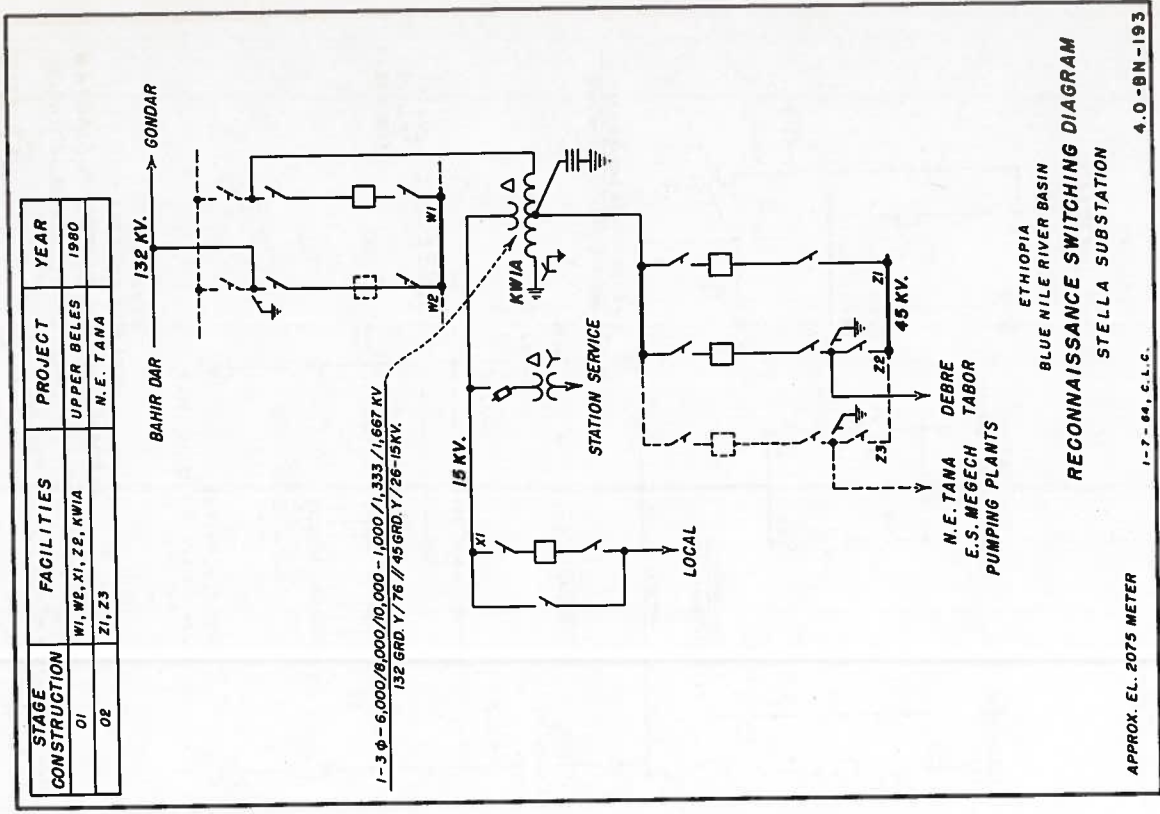 STAGE CONSTRUCTION FACILITIES PROJECT YEAR
01 W1, W2, X1, Z2, KW1A UPPER BELES 1980
02 Z1, Z3 N.E. TANA
BAHIR DAR
132 KV.
GONDAR
W2
W1
1-3 φ - 6,000/8,000/10,000 - 1,000/1,333/1,667 KV
132 GRD. Y / 76 // 45 GRD. Y / 26-15KV.
KW1A
15 KV.
X1
LOCAL
STATION SERVICE
Z3
Z2
Z1
45 KV.
N.E. TANA
E.S. MEGECH
PUMPING PLANTS
DEBRE
TABOR
ETHIOPIA
BLUE NILE RIVER BASIN
RECONNAISSANCE SWITCHING DIAGRAM
STELLA SUBSTATION
APPROX. EL. 2075 METER
1-7-64, C.L.C.
4.0-BN-193